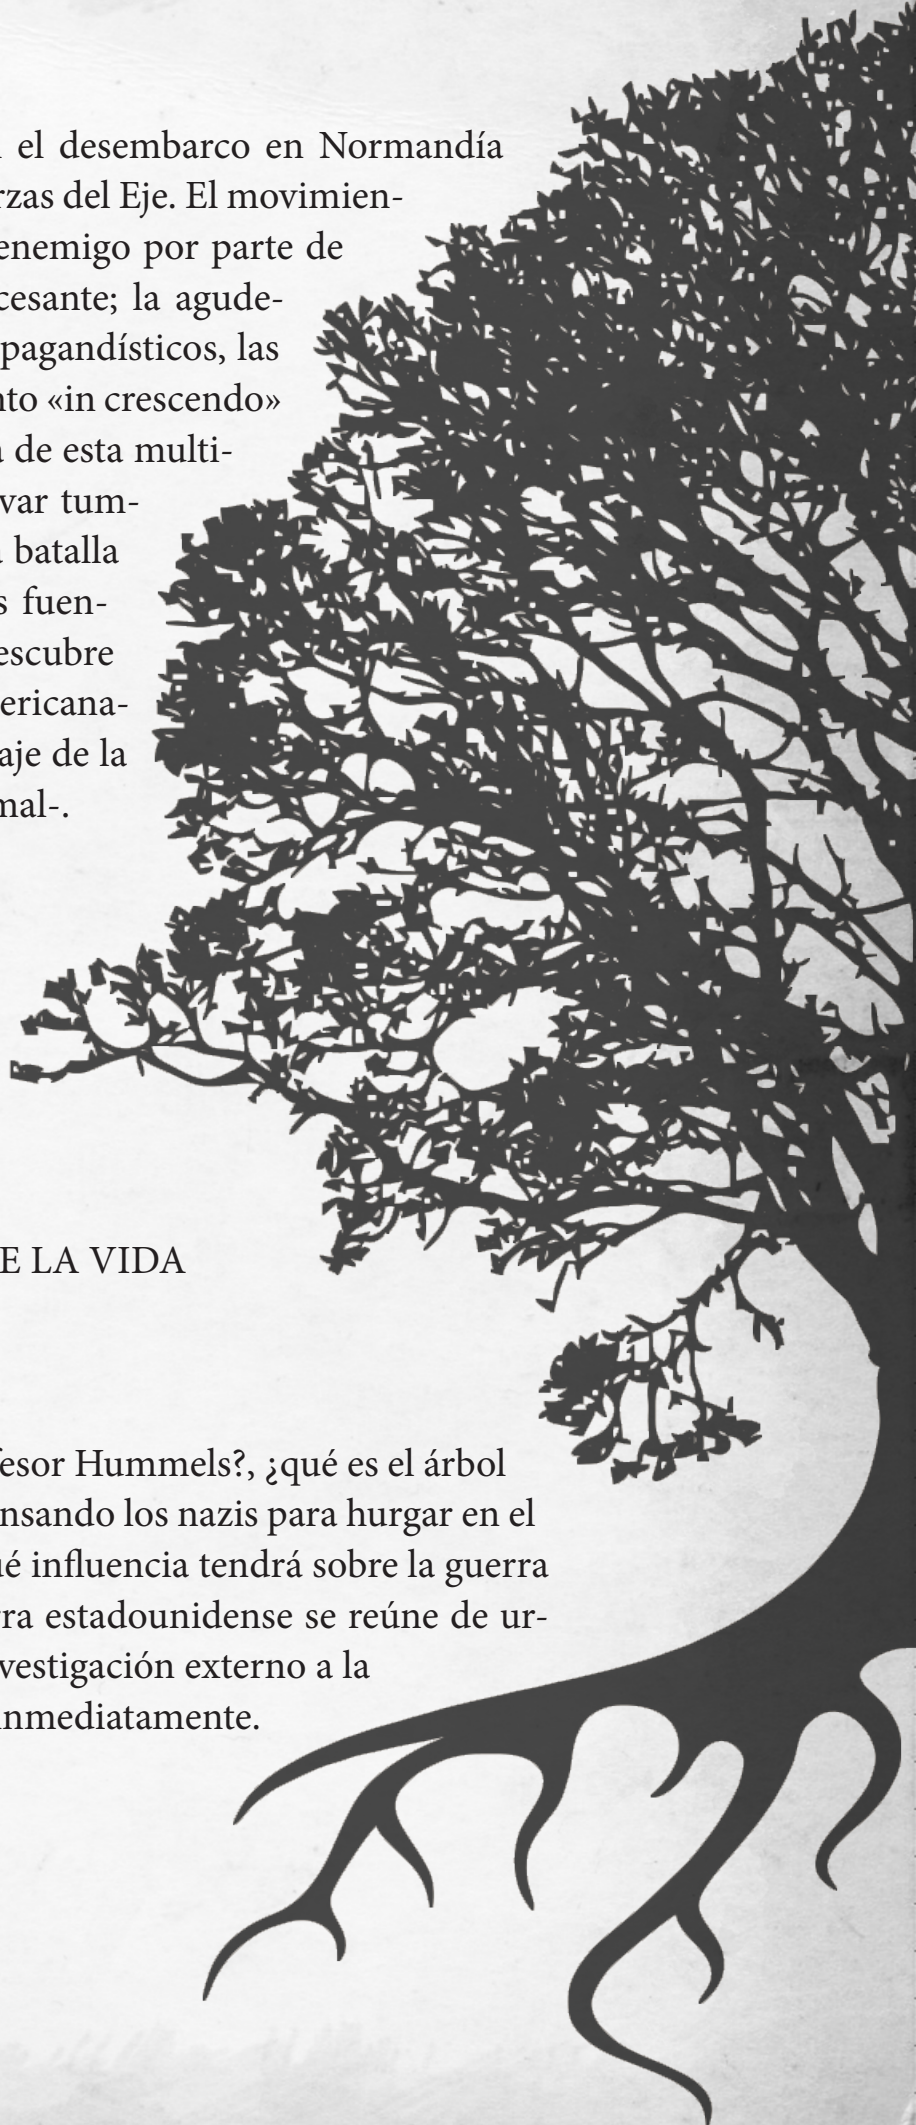 el desembarco en Normandía
rzas del Eje. El movimien-
enemigo por parte de
cesante; la agude-
pagandísticos, las
nto «in crescendo»
a de esta multi-
var tum-
a batalla
s fuen-
escubre
ericana-
aje de la
mal-.
E LA VIDA
fesor Hummels?, ¿qué es el árbol
nsando los nazis para hurgar en el
ué influencia tendrá sobre la guerra
rra estadounidense se reúne de ur-
vestigación externo a la
inmediatamente.